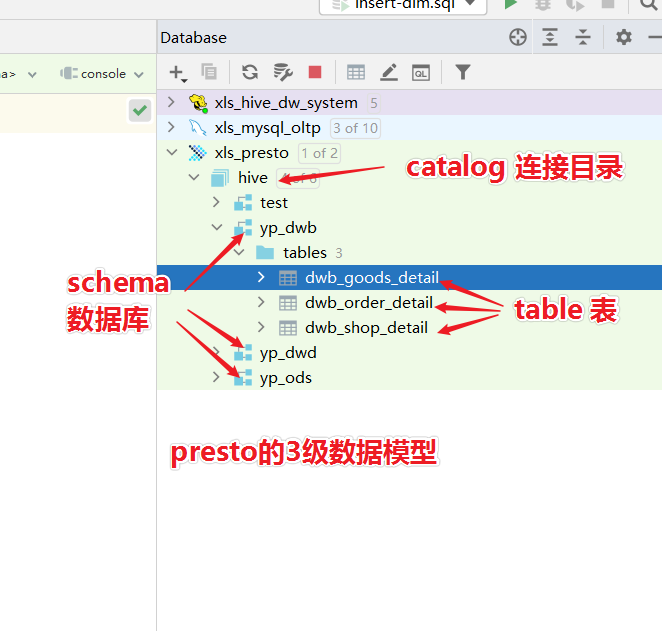 insert-dim.sql
Database
a>
console
xls_hive_dw_system 5
xls_mysql_oltp 3 of 10
xls_presto 1 of 2
hive
catalog 连接目录
test
yp_dwb
tables 3
schema
数据库
dwb_goods_detail
dwb_order_detail
dwb_shop_detail
table 表
yp_dwd
yp_ods
presto的3级数据模型
QL